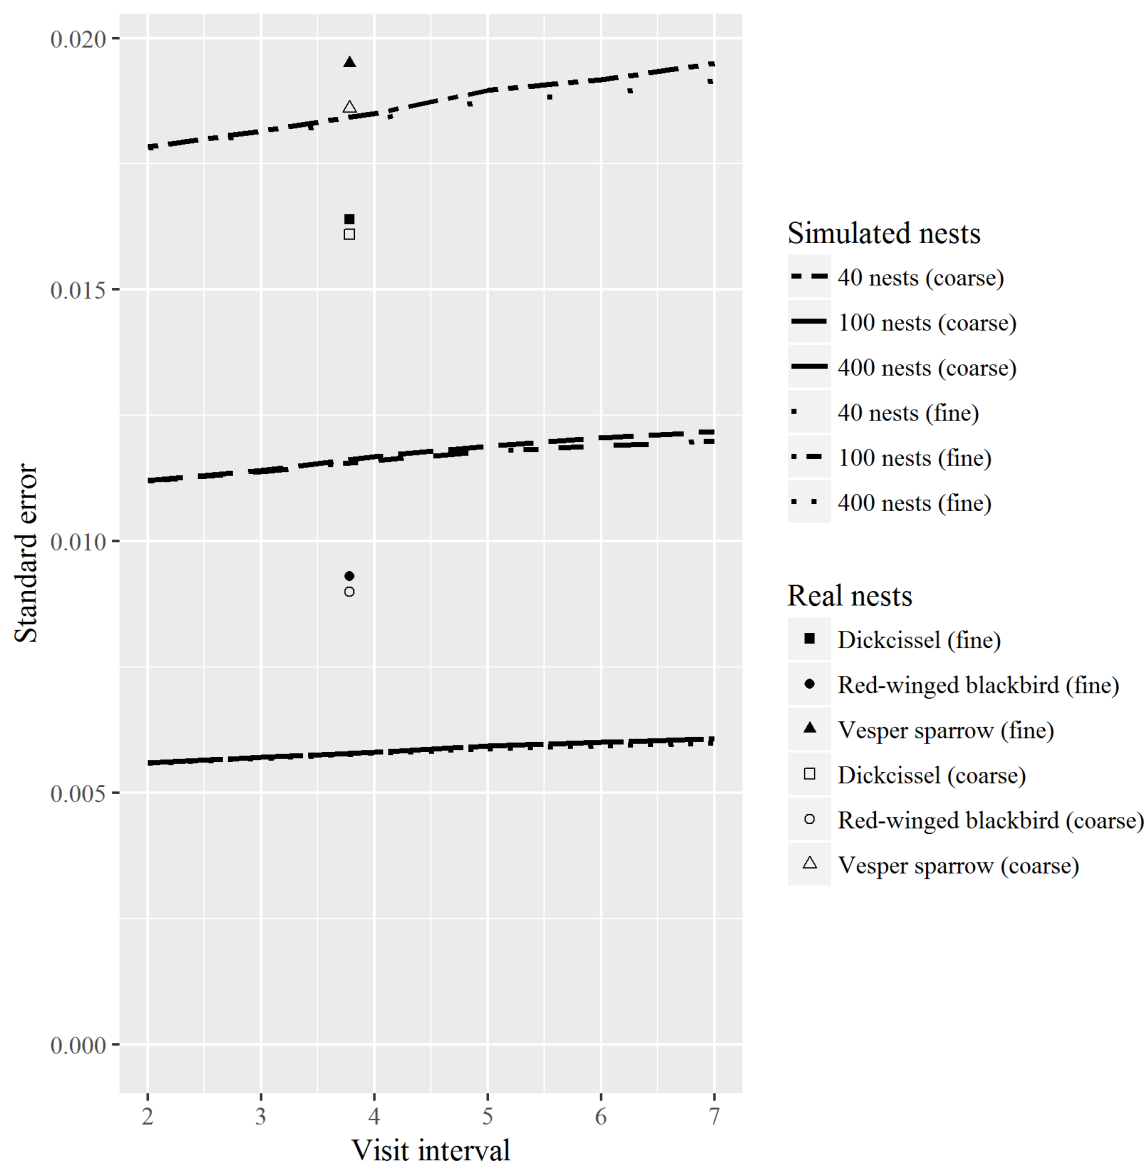 0.020
0.015
0.010
0.005
0.000
Standard error
2 3 4 5 6 7
Visit interval
Simulated nests
40 nests (coarse)
100 nests (coarse)
400 nests (coarse)
40 nests (fine)
100 nests (fine)
400 nests (fine)
Real nests
Dickcissel (fine)
Red-winged blackbird (fine)
Vesper sparrow (fine)
Dickcissel (coarse)
Red-winged blackbird (coarse)
Vesper sparrow (coarse)